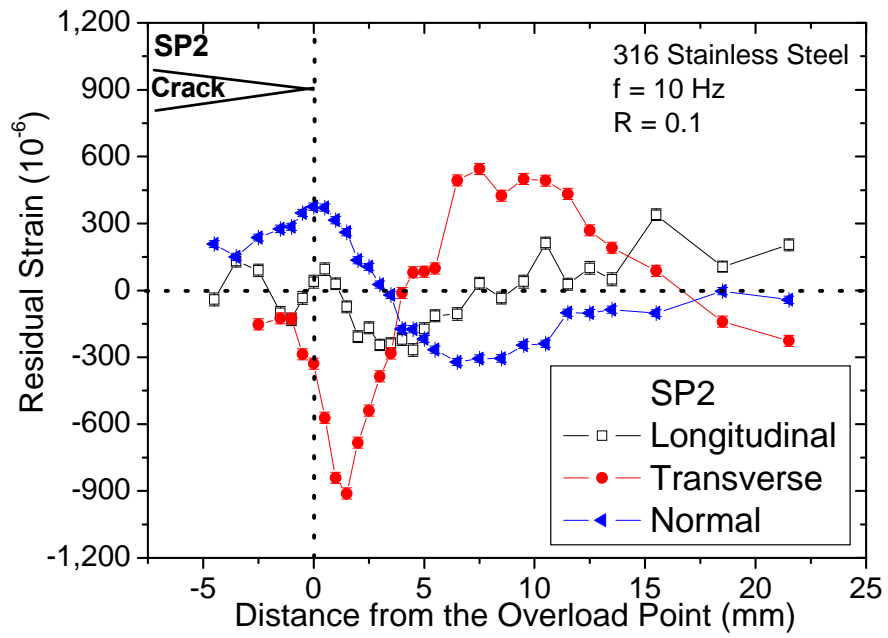 1,200
900
600
300
0
-300
-600
-900
-1,200
Residual Strain (10⁻⁶)
SP2
Crack
316 Stainless Steel
f = 10 Hz
R = 0.1
SP2
Longitudinal
Transverse
Normal
-5 0 5 10 15 20 25
Distance from the Overload Point (mm)